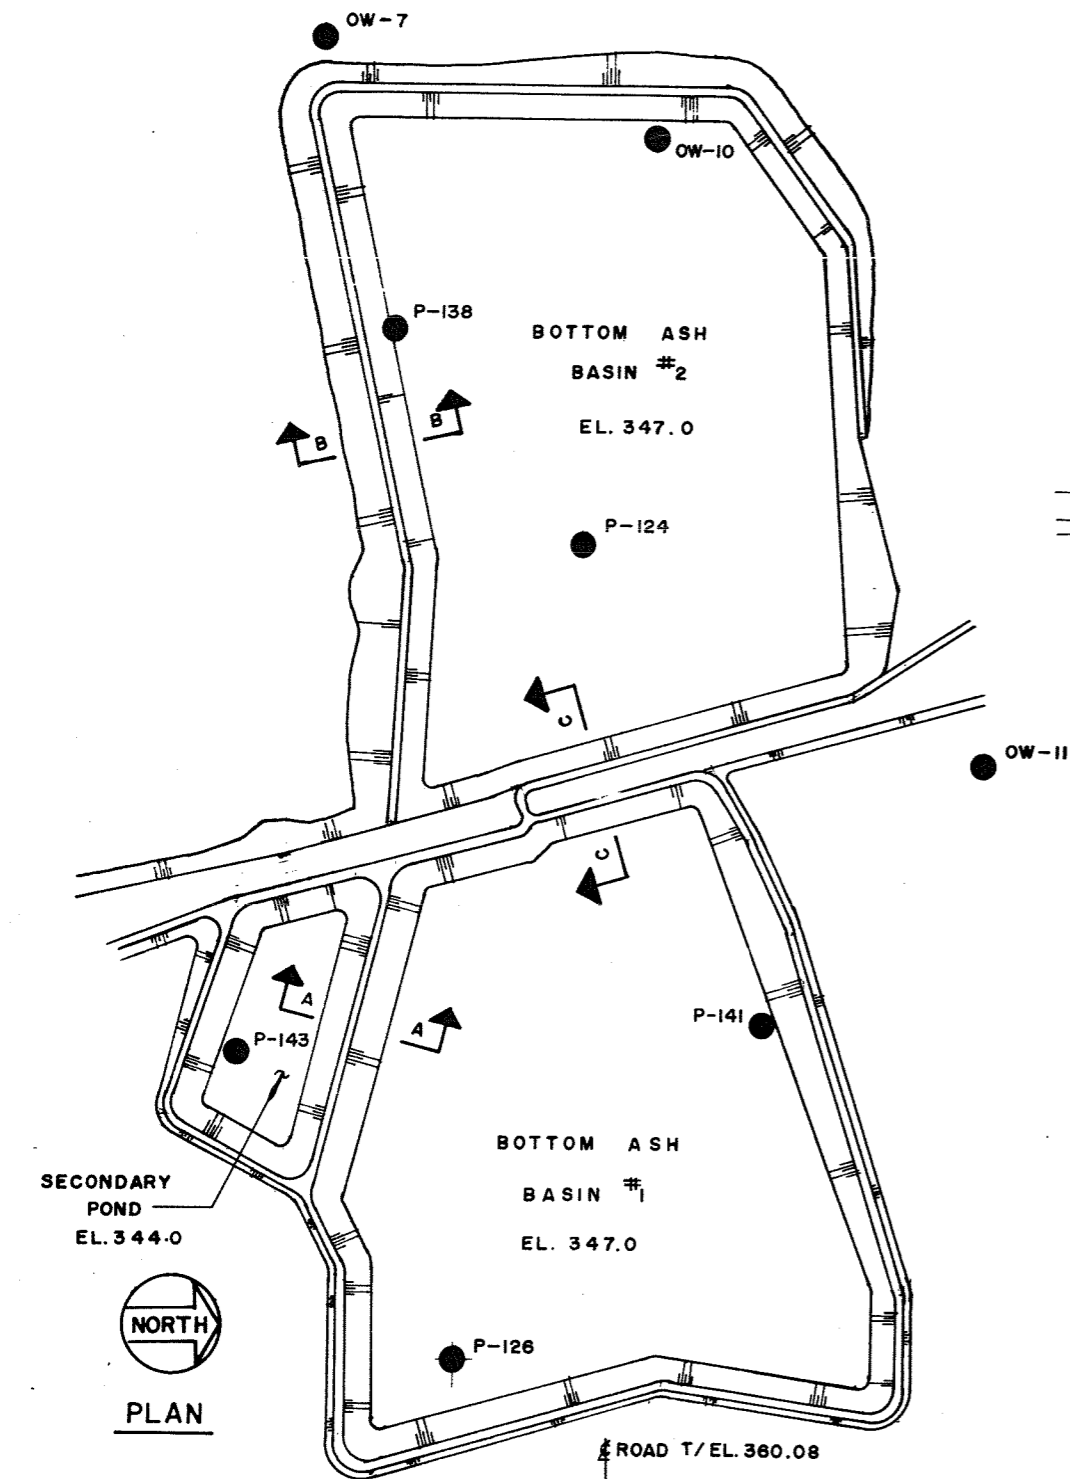 OW-7
OW-10
P-138
BOTTOM ASH
BASIN #2
EL. 347.0
B
B
P-124
C
OW-11
C
A
A
P-141
P-143
BOTTOM ASH
BASIN #1
EL. 347.0
SECONDARY
POND
EL. 344.0
NORTH
P-126
PLAN
℄ ROAD T/EL. 360.08